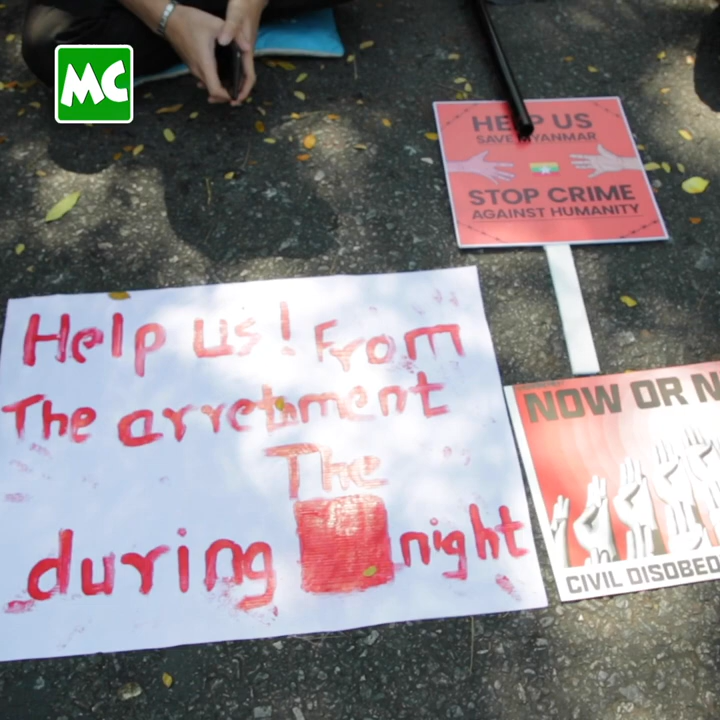 MC
HELP US
SAVE MYANMAR
STOP CRIME
AGAINST HUMANITY
Help us! From
The arretment
The
during night
NOW OR N
CIVIL DISOBED